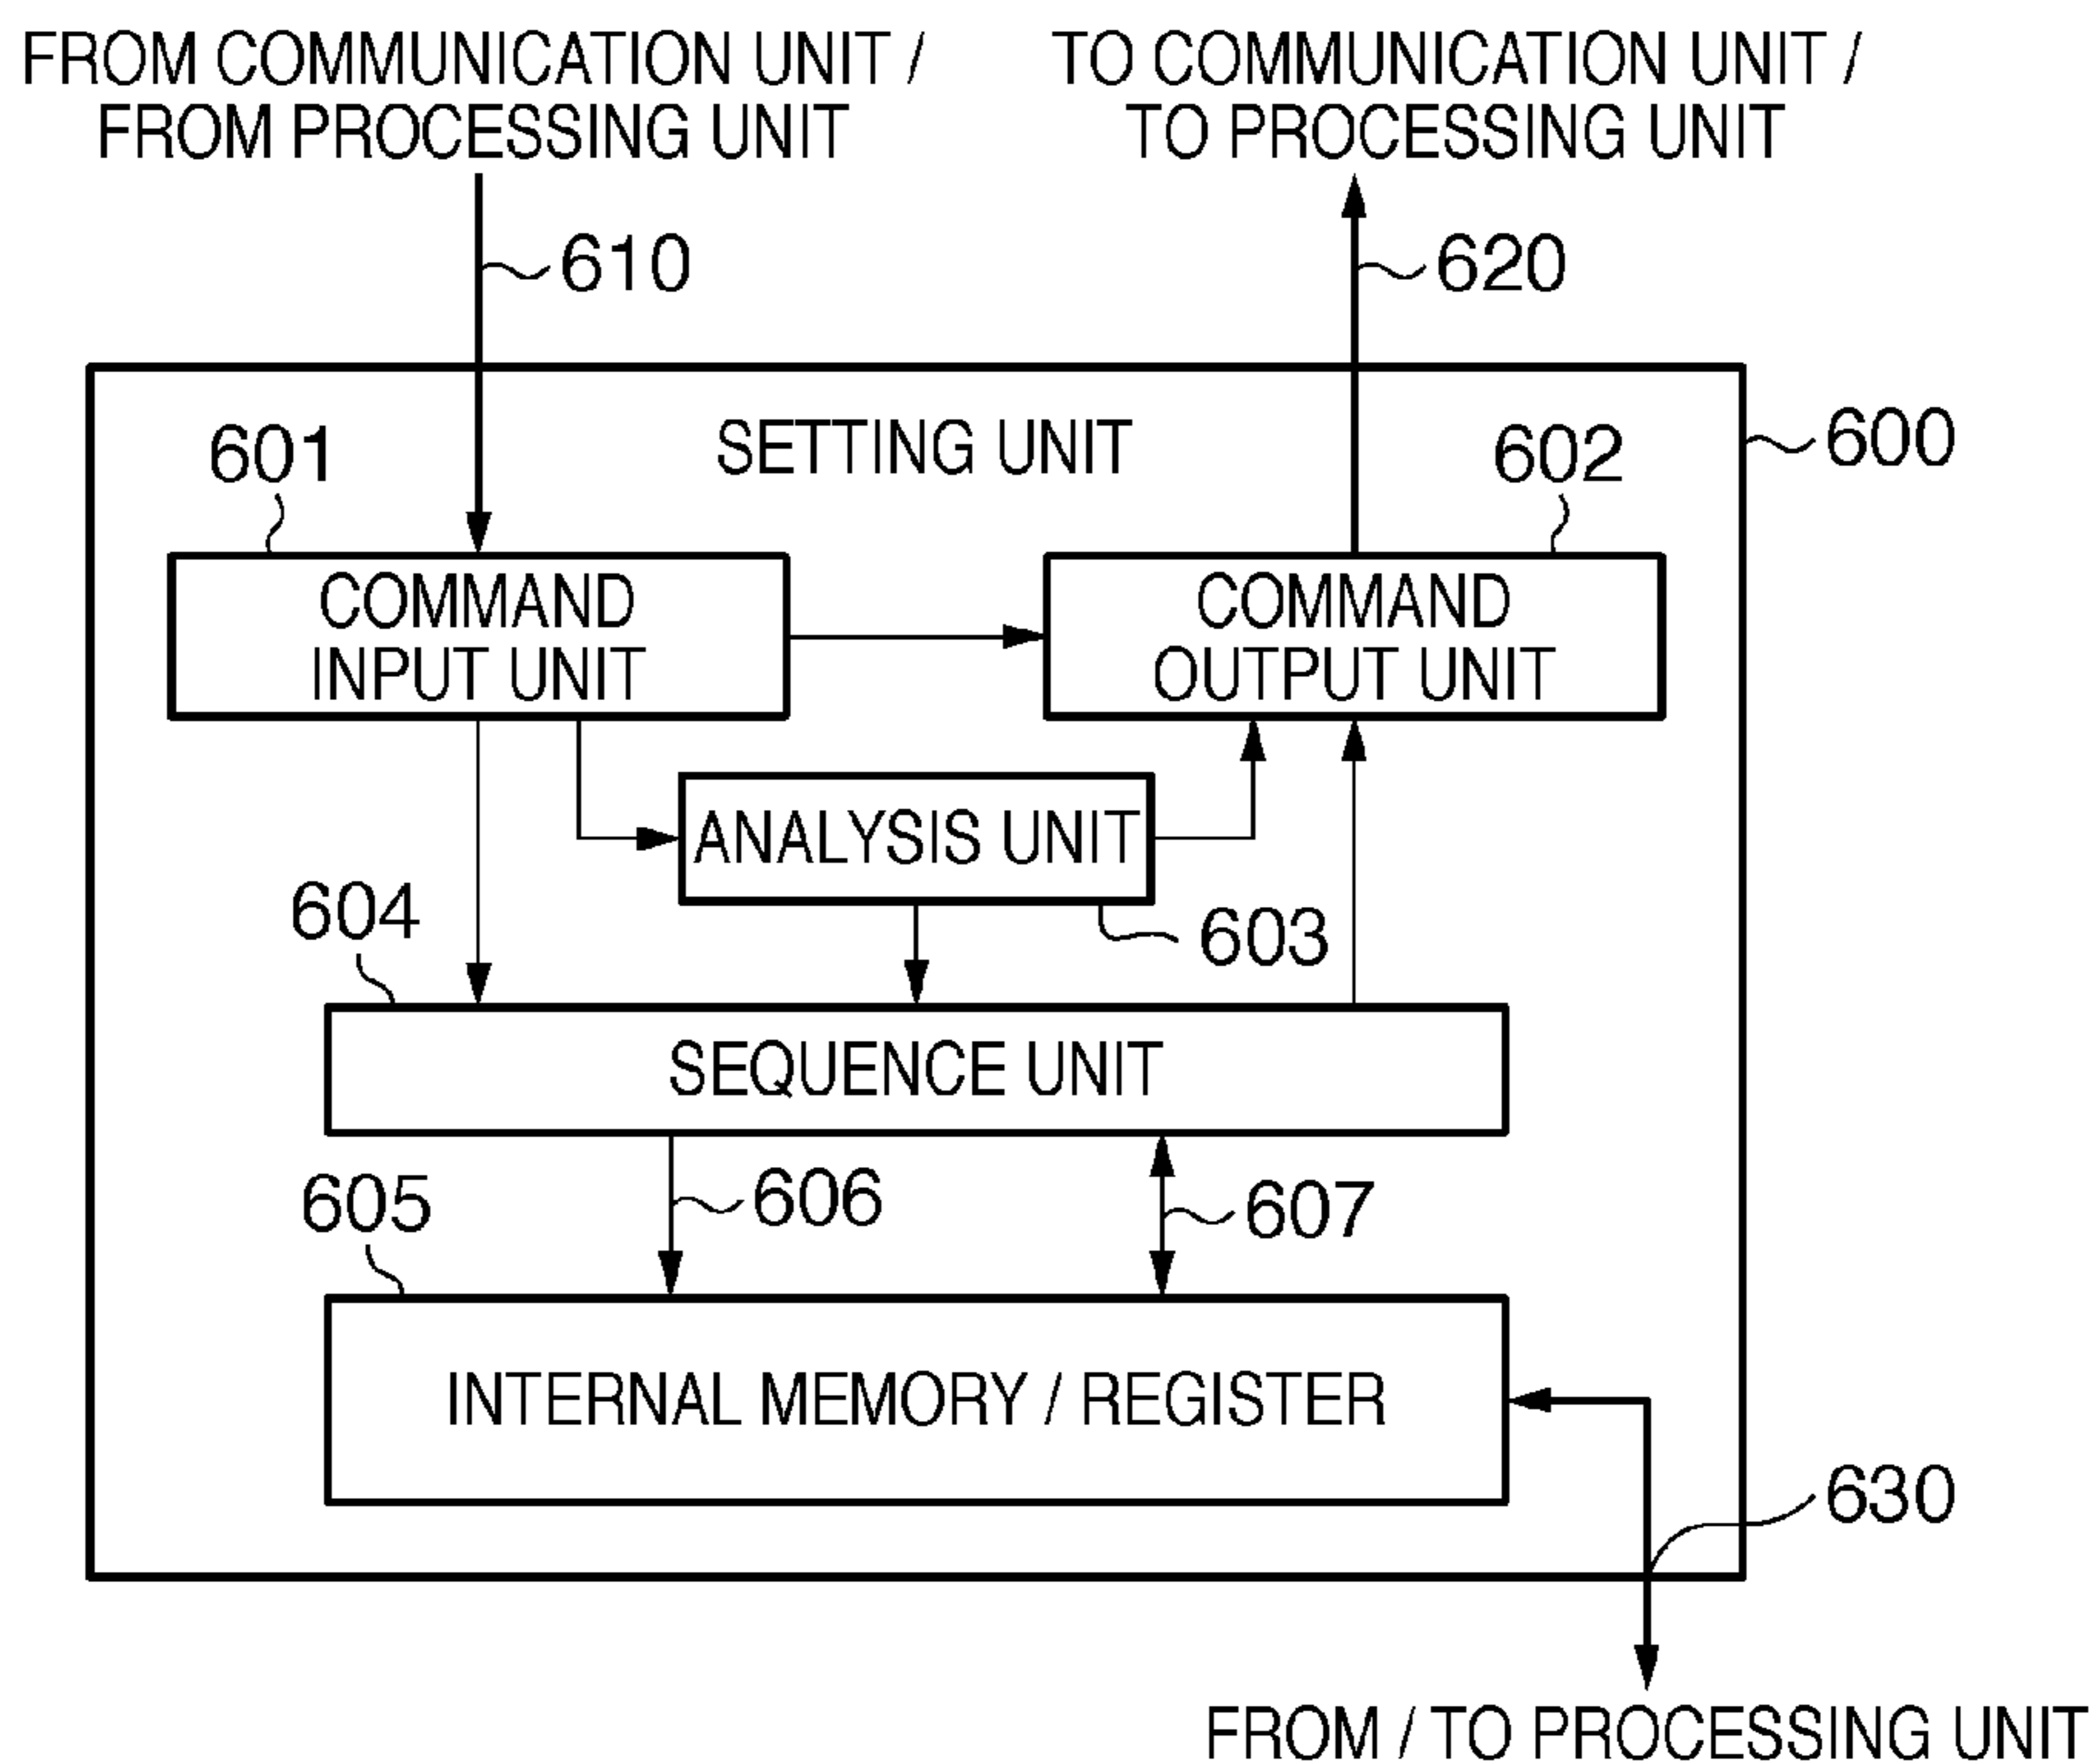 FROM COMMUNICATION UNIT /
FROM PROCESSING UNIT
TO COMMUNICATION UNIT /
TO PROCESSING UNIT
610
620
SETTING UNIT
600
601
602
COMMAND
INPUT UNIT
COMMAND
OUTPUT UNIT
ANALYSIS UNIT
604
603
SEQUENCE UNIT
605
606
607
INTERNAL MEMORY / REGISTER
630
FROM / TO PROCESSING UNIT